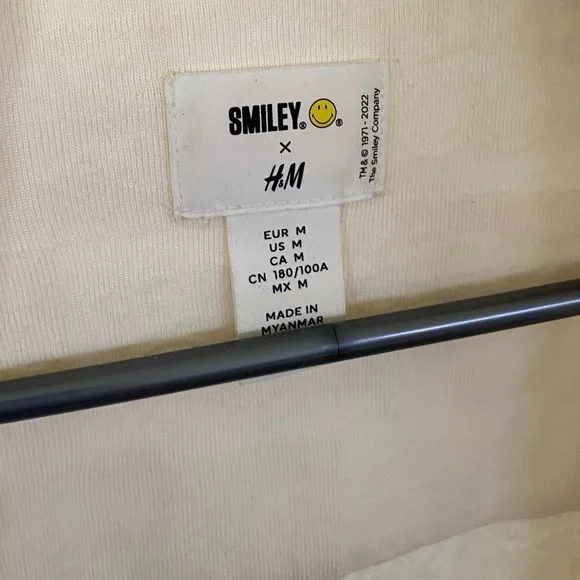 SMILEY®®
×
H&M
TM & © 1971 - 2022
The Smiley Company
EUR M
US M
CA M
CN 180/100A
MX M
MADE IN
MYANMAR